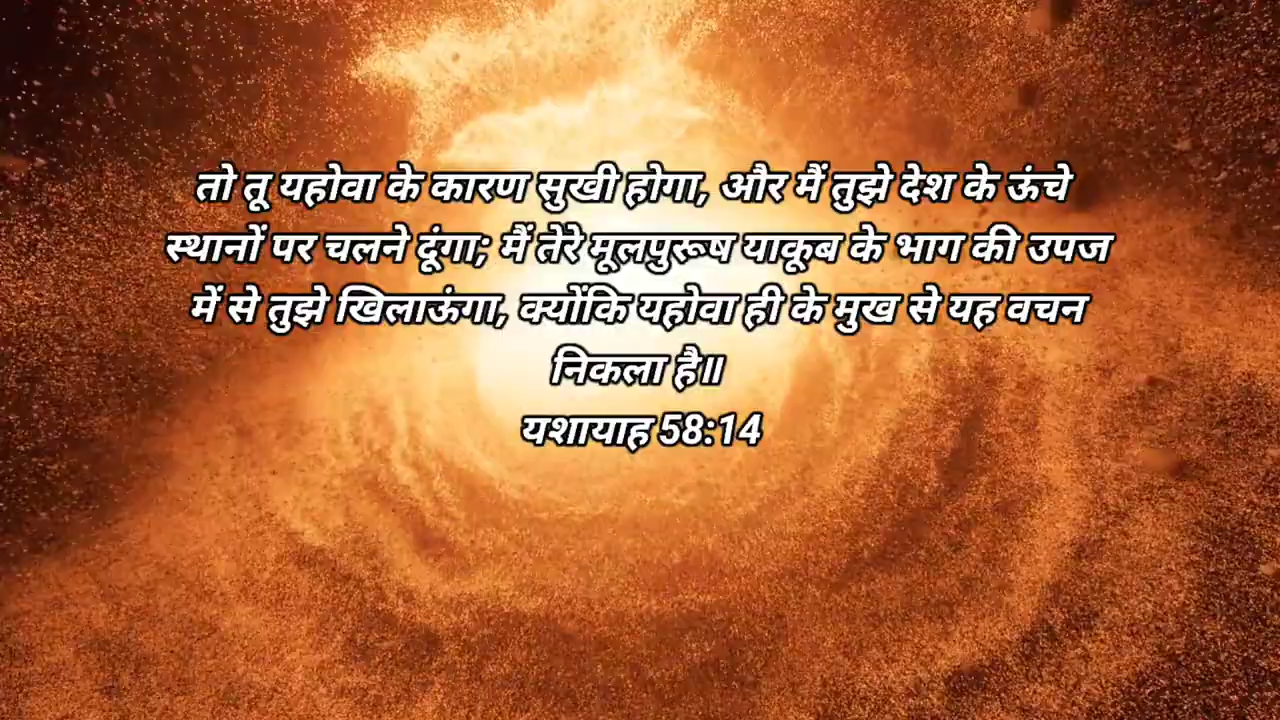 तो तू यहोवा के कारण सुखी होगा, और मैं तुझे देश के ऊंचे
स्थानों पर चलने दूंगा; मैं तेरे मूलपुरूष याकूब के भाग की उपज
में से तुझे खिलाऊंगा, क्योंकि यहोवा ही के मुख से यह वचन
निकला है॥
यशायाह 58:14